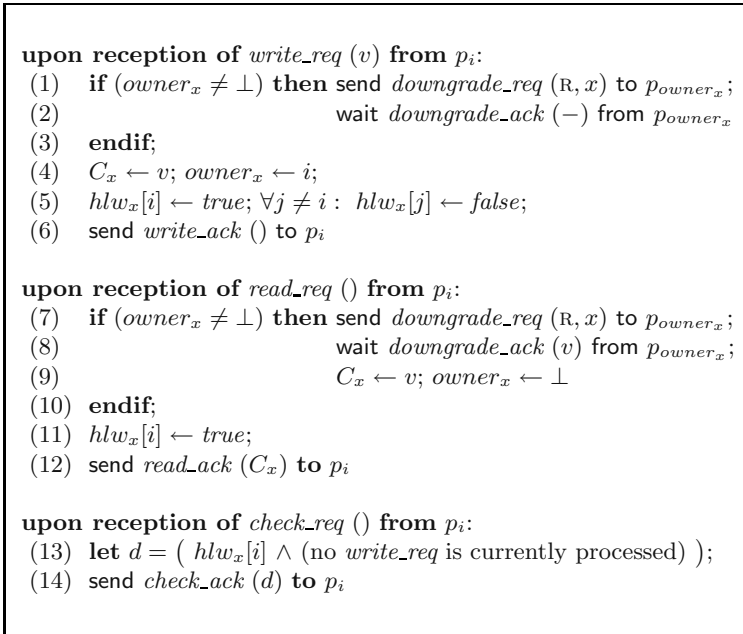 upon reception of write_req (v) from p_i:
(1) if (owner_x ≠ ⊥) then send downgrade_req (R, x) to p_{owner_x};
(2) wait downgrade_ack (−) from p_{owner_x}
(3) endif;
(4) C_x ← v; owner_x ← i;
(5) hlw_x[i] ← true; ∀j ≠ i : hlw_x[j] ← false;
(6) send write_ack () to p_i
upon reception of read_req () from p_i:
(7) if (owner_x ≠ ⊥) then send downgrade_req (R, x) to p_{owner_x};
(8) wait downgrade_ack (v) from p_{owner_x};
(9) C_x ← v; owner_x ← ⊥
(10) endif;
(11) hlw_x[i] ← true;
(12) send read_ack (C_x) to p_i
upon reception of check_req () from p_i:
(13) let d = ( hlw_x[i] ∧ (no write_req is currently processed) );
(14) send check_ack (d) to p_i